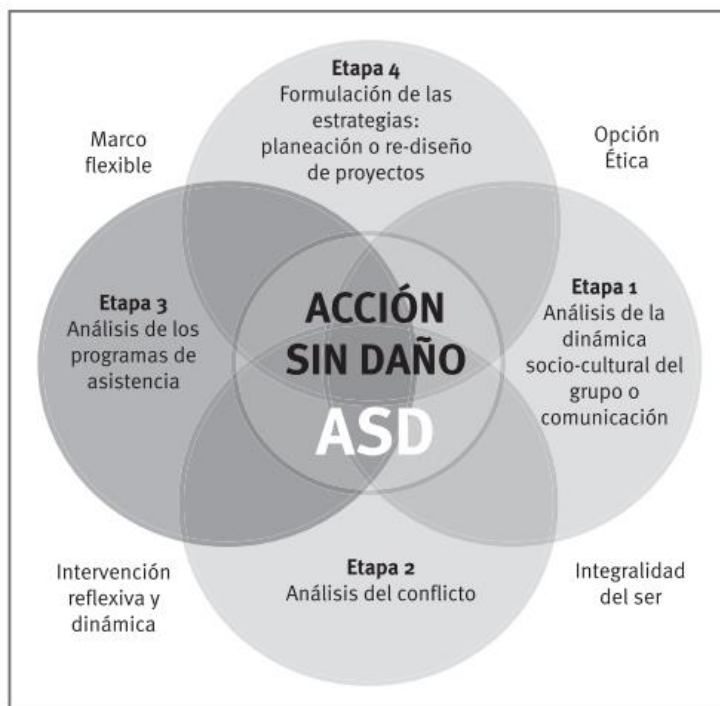 Etapa 4
Formulación de las
estrategias:
planeación o re-diseño
de proyectos
Marco
flexible
Opción
Ética
Etapa 3
Análisis de los
programas de
asistencia
ACCIÓN
SIN DAÑO
ASD
Etapa 1
Análisis de la
dinámica
socio-cultural del
grupo o
comunicación
Etapa 2
Análisis del conflicto
Intervención
reflexiva y
dinámica
Integralidad
del ser